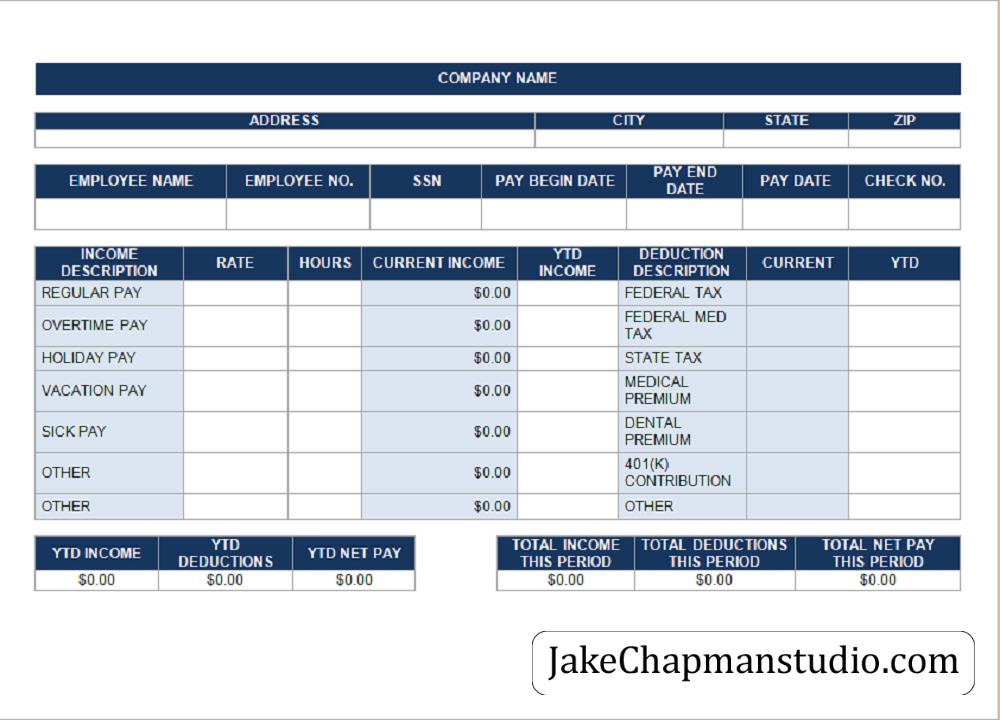 COMPANY NAME
ADDRESS CITY STATE ZIP
EMPLOYEE NAME EMPLOYEE NO. SSN PAY BEGIN DATE PAY END DATE PAY DATE CHECK NO.
INCOME DESCRIPTION RATE HOURS CURRENT INCOME YTD INCOME DEDUCTION DESCRIPTION CURRENT YTD
REGULAR PAY $0.00 FEDERAL TAX
OVERTIME PAY $0.00 FEDERAL MED TAX
HOLIDAY PAY $0.00 STATE TAX
VACATION PAY $0.00 MEDICAL PREMIUM
SICK PAY $0.00 DENTAL PREMIUM
OTHER $0.00 401(K) CONTRIBUTION
OTHER $0.00 OTHER
YTD INCOME YTD DEDUCTIONS YTD NET PAY TOTAL INCOME THIS PERIOD TOTAL DEDUCTIONS THIS PERIOD TOTAL NET PAY THIS PERIOD
$0.00 $0.00 $0.00 $0.00 $0.00 $0.00
JakeChapmanstudio.com